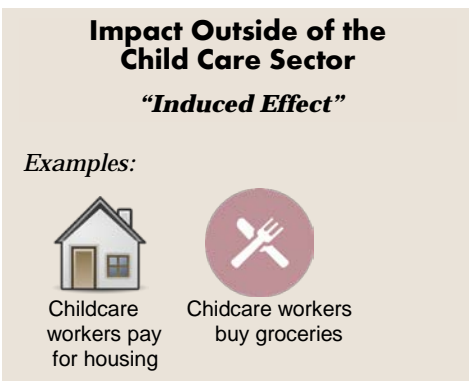 Impact Outside of the
Child Care Sector
“Induced Effect”
Examples:
Childcare
workers pay
for housing
Chidcare workers
buy groceries